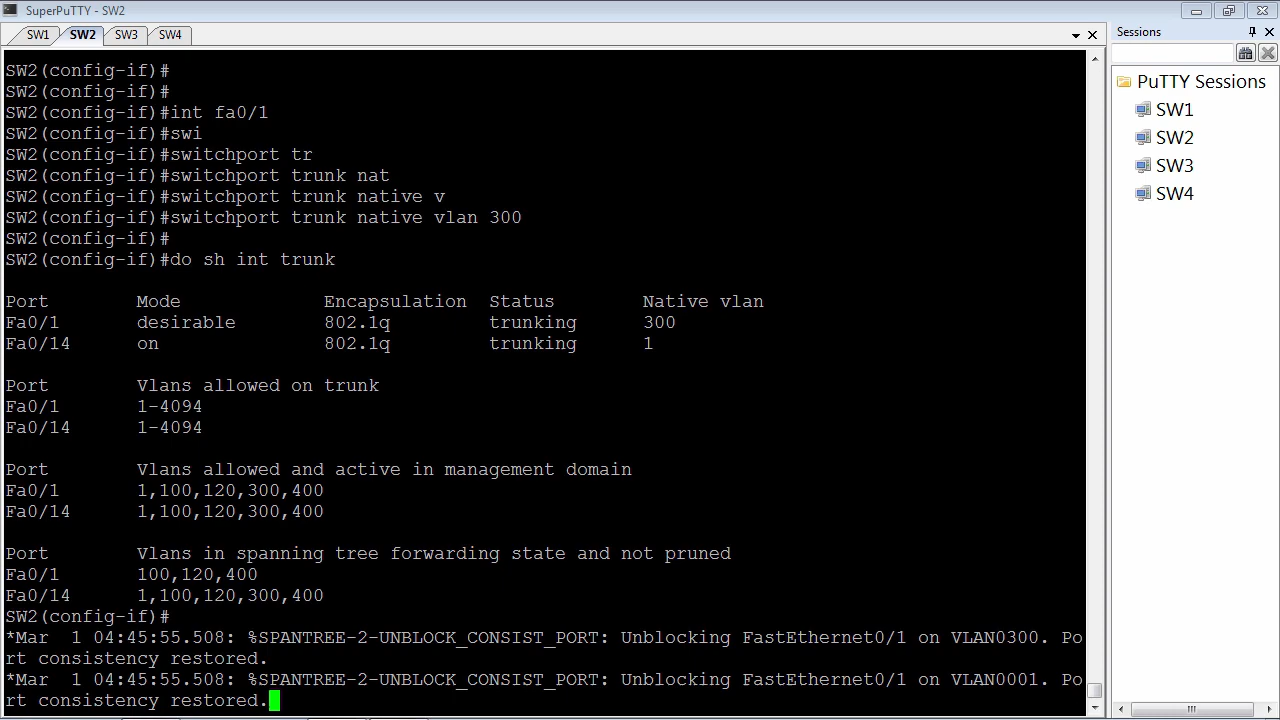 SuperPuTTY - SW2
SW1 SW2 SW3 SW4
Sessions
PuTTY Sessions
SW1
SW2
SW3
SW4
SW2(config-if)#
SW2(config-if)#
SW2(config-if)#int fa0/1
SW2(config-if)#swi
SW2(config-if)#switchport tr
SW2(config-if)#switchport trunk nat
SW2(config-if)#switchport trunk native v
SW2(config-if)#switchport trunk native vlan 300
SW2(config-if)#
SW2(config-if)#do sh int trunk
Port Mode Encapsulation Status Native vlan
Fa0/1 desirable 802.1q trunking 300
Fa0/14 on 802.1q trunking 1
Port Vlans allowed on trunk
Fa0/1 1-4094
Fa0/14 1-4094
Port Vlans allowed and active in management domain
Fa0/1 1,100,120,300,400
Fa0/14 1,100,120,300,400
Port Vlans in spanning tree forwarding state and not pruned
Fa0/1 100,120,400
Fa0/14 1,100,120,300,400
SW2(config-if)#
*Mar 1 04:45:55.508: %SPANTREE-2-UNBLOCK_CONSIST_PORT: Unblocking FastEthernet0/1 on VLAN0300. Po
rt consistency restored.
*Mar 1 04:45:55.508: %SPANTREE-2-UNBLOCK_CONSIST_PORT: Unblocking FastEthernet0/1 on VLAN0001. Po
rt consistency restored.